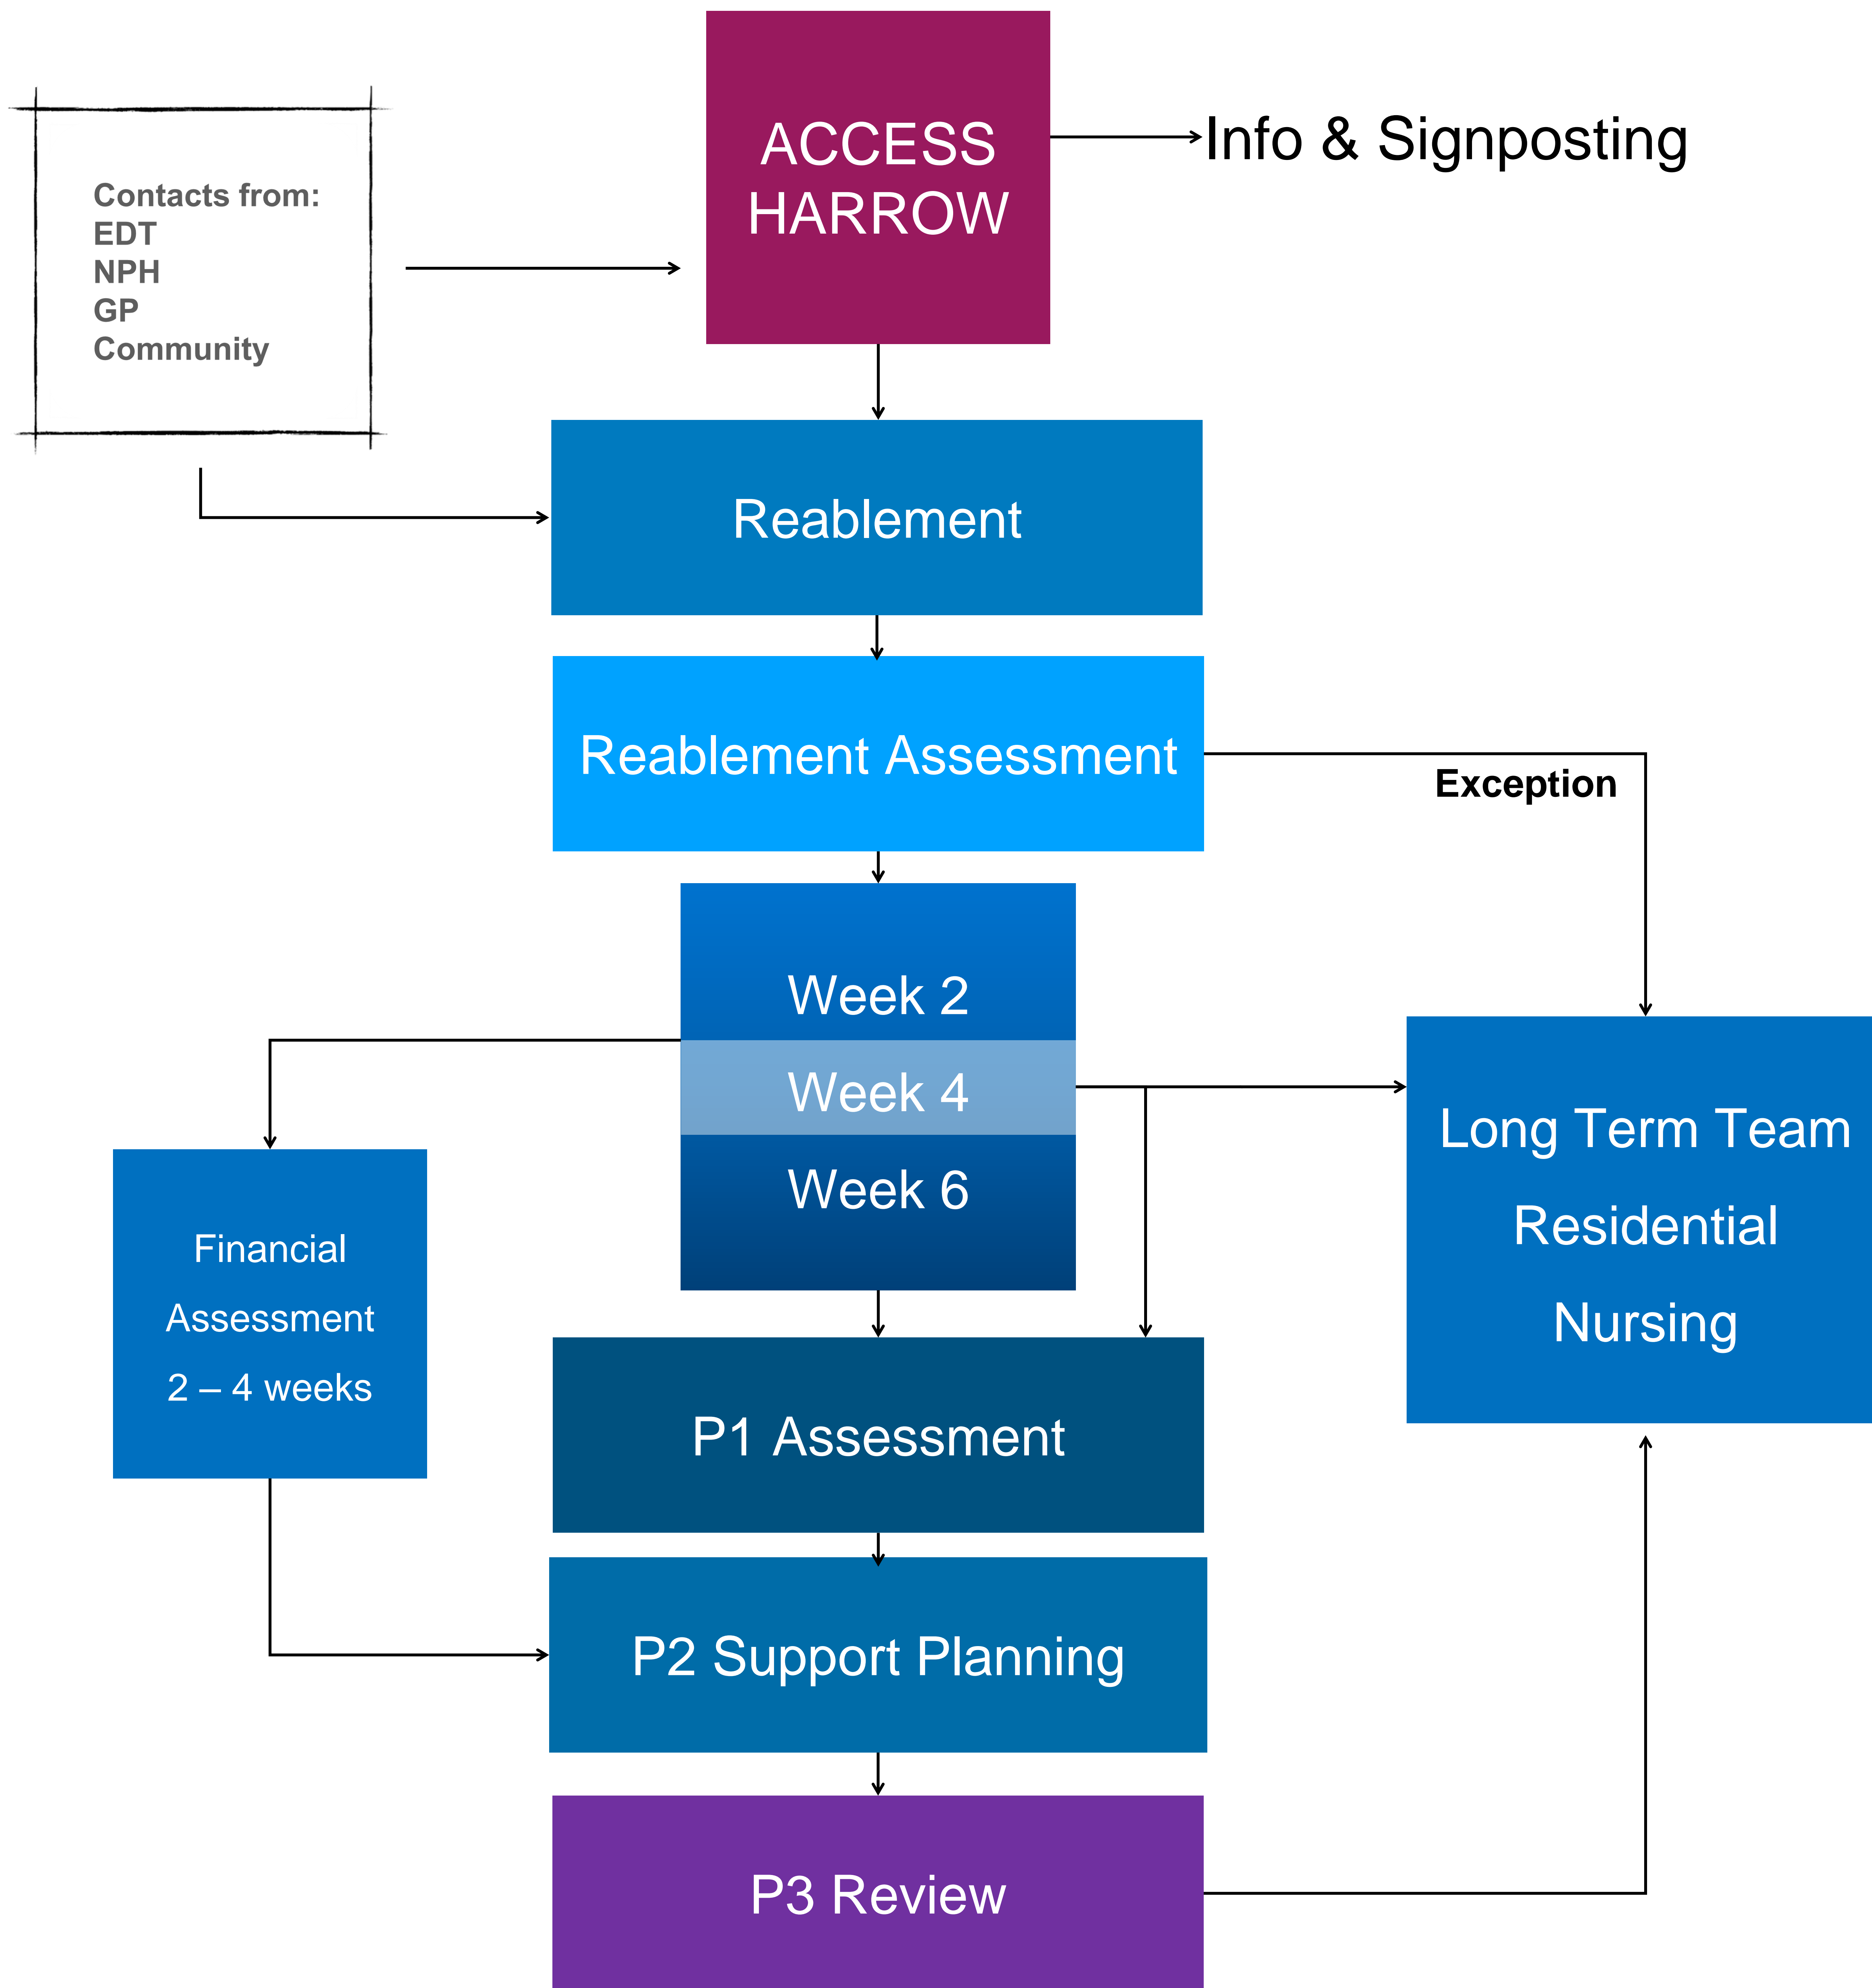 ACCESS
HARROW
Info & Signposting
Contacts from:
EDT
NPH
GP
Community
Reablement
Reablement Assessment
Exception
Week 2
Week 4
Week 6
Long Term Team
Residential
Nursing
Financial
Assessment
2 – 4 weeks
P1 Assessment
P2 Support Planning
P3 Review